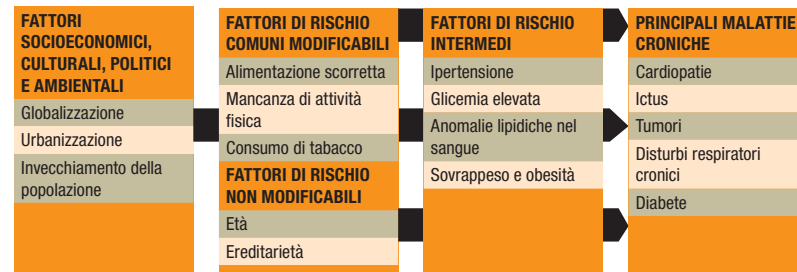 FATTORI
SOCIOECONOMICI,
CULTURALI, POLITICI
E AMBIENTALI
Globalizzazione
Urbanizzazione
Invecchiamento della
popolazione
FATTORI DI RISCHIO
COMUNI MODIFICABILI
Alimentazione scorretta
Mancanza di attività
fisica
Consumo di tabacco
FATTORI DI RISCHIO
NON MODIFICABILI
Età
Ereditarietà
FATTORI DI RISCHIO
INTERMEDI
Ipertensione
Glicemia elevata
Anomalie lipidiche nel
sangue
Sovrappeso e obesità
PRINCIPALI MALATTIE
CRONICHE
Cardiopatie
Ictus
Tumori
Disturbi respiratori
cronici
Diabete